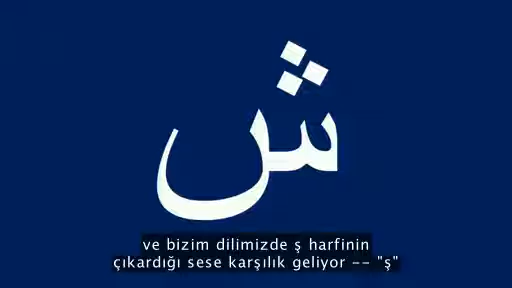 ش
ve bizim dilimizde ş harfinin
çıkardığı sese karşılık geliyor -- "ş"